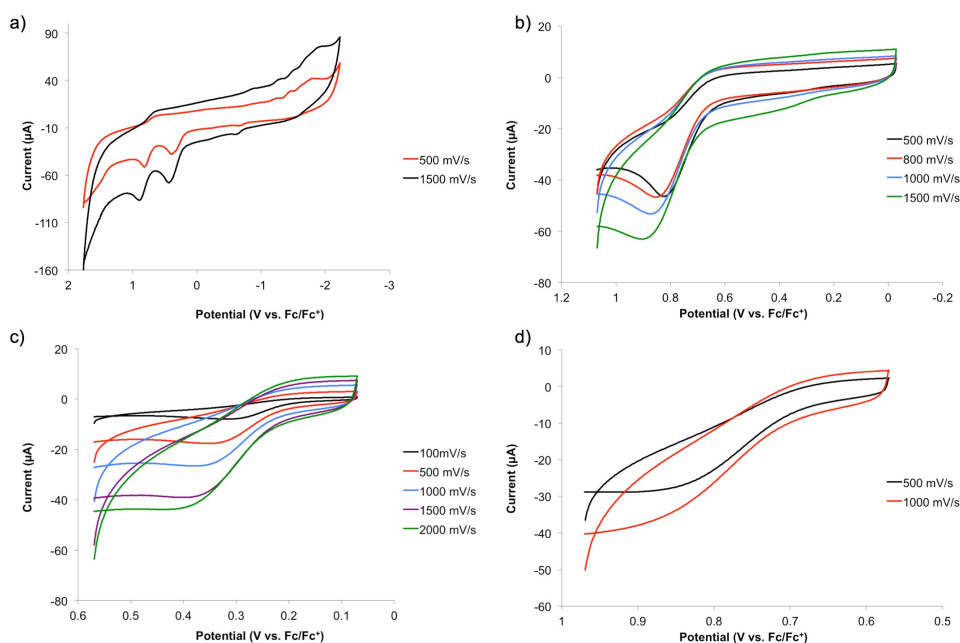 a)
90
40
-10
-60
-110
-160
2
1
0
-1
-2
-3
Current (μA)
Potential (V vs. Fc/Fc⁺)
500 mV/s
1500 mV/s
b)
20
0
-20
-40
-60
-80
1.2
1
0.8
0.6
0.4
0.2
0
-0.2
Current (μA)
Potential (V vs. Fc/Fc⁺)
500 mV/s
800 mV/s
1000 mV/s
1500 mV/s
c)
20
0
-20
-40
-60
-80
0.6
0.5
0.4
0.3
0.2
0.1
0
Current (μA)
Potential (V vs. Fc/Fc⁺)
100mV/s
500 mV/s
1000 mV/s
1500 mV/s
2000 mV/s
d)
10
0
-10
-20
-30
-40
-50
-60
1
0.9
0.8
0.7
0.6
0.5
Current (μA)
Potential (V vs. Fc/Fc⁺)
500 mV/s
1000 mV/s